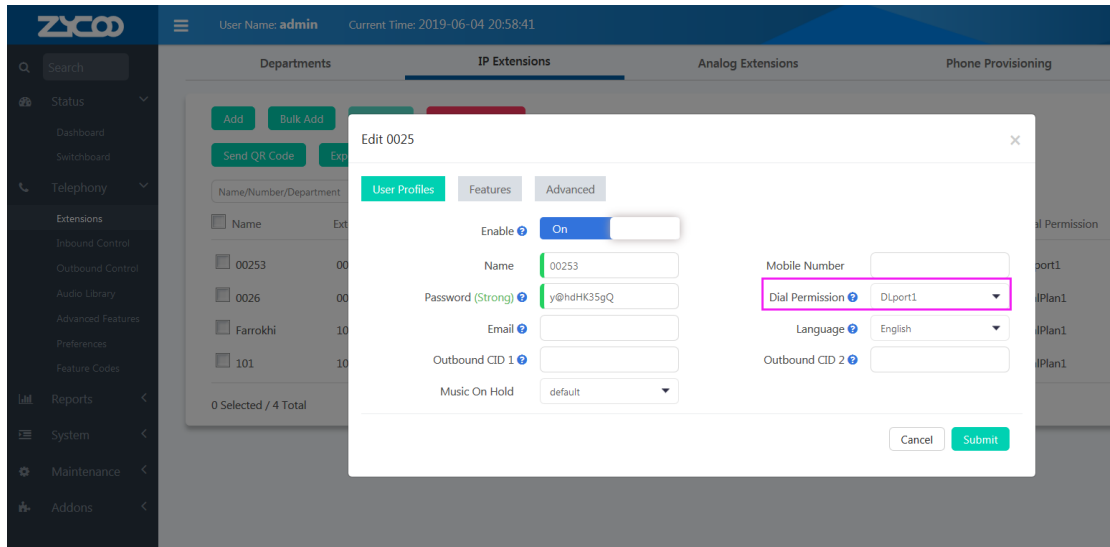 ZYCOO User Name: admin Current Time: 2019-06-04 20:58:41
Search
Status
Dashboard
Switchboard
Telephony
Extensions
Inbound Control
Outbound Control
Audio Library
Advanced Features
Preferences
Feature Codes
Reports
System
Maintenance
Addons
Departments IP Extensions Analog Extensions Phone Provisioning
Add Bulk Add
Send QR Code Exp
Name/Number/Department
Name Ext al Permission
00253 00 port1
0026 00 lPlan1
Farrokhi 10 lPlan1
101 10 alPlan1
0 Selected / 4 Total
Edit 0025 ×
User Profiles Features Advanced
Enable ? On
Name 00253 Mobile Number
Password (Strong) ? y@hdHK35gQ Dial Permission ? DLport1
Email ? Language ? English
Outbound CID 1 ? Outbound CID 2 ?
Music On Hold default
Cancel Submit